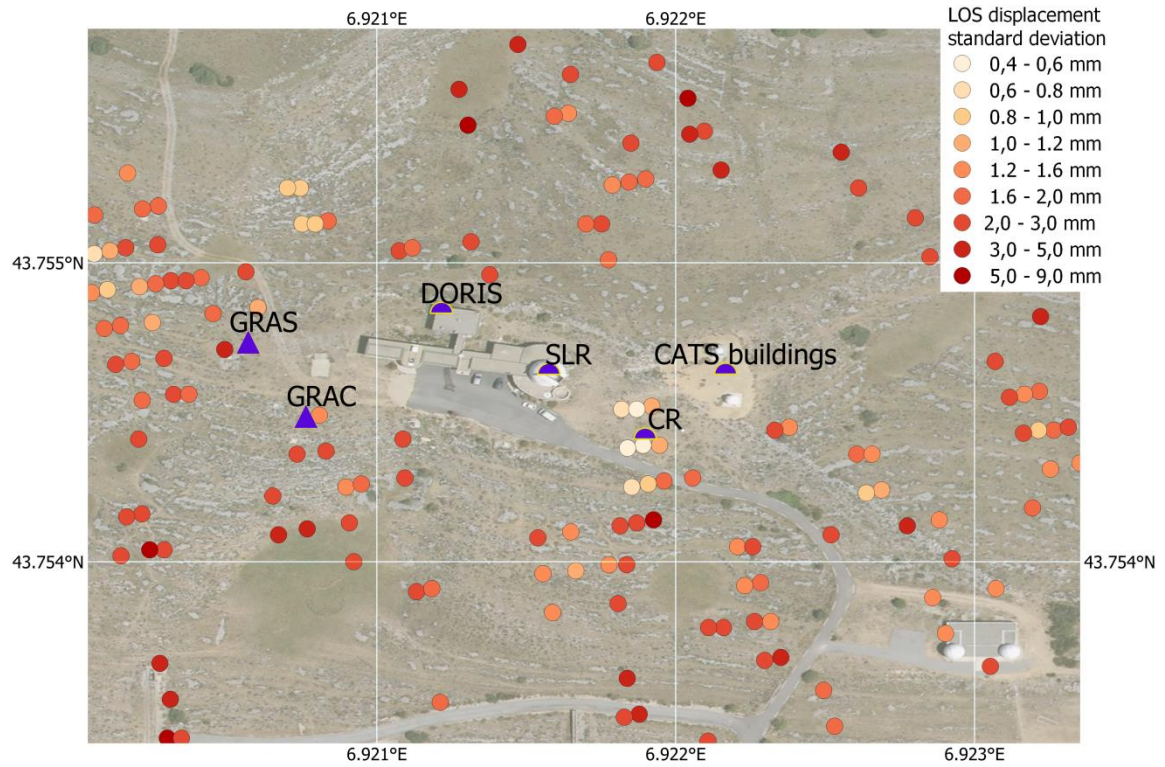 6.921°E
6.922°E
LOS displacement
standard deviation
0,4 - 0,6 mm
0,6 - 0,8 mm
0,8 - 1,0 mm
1,0 - 1.2 mm
1.2 - 1.6 mm
1.6 - 2,0 mm
2,0 - 3,0 mm
3,0 - 5,0 mm
5,0 - 9,0 mm
43.755°N
DORIS
GRAS
SLR
CATS buildings
GRAC
CR
43.754°N
43.754°N
6.921°E
6.922°E
6.923°E